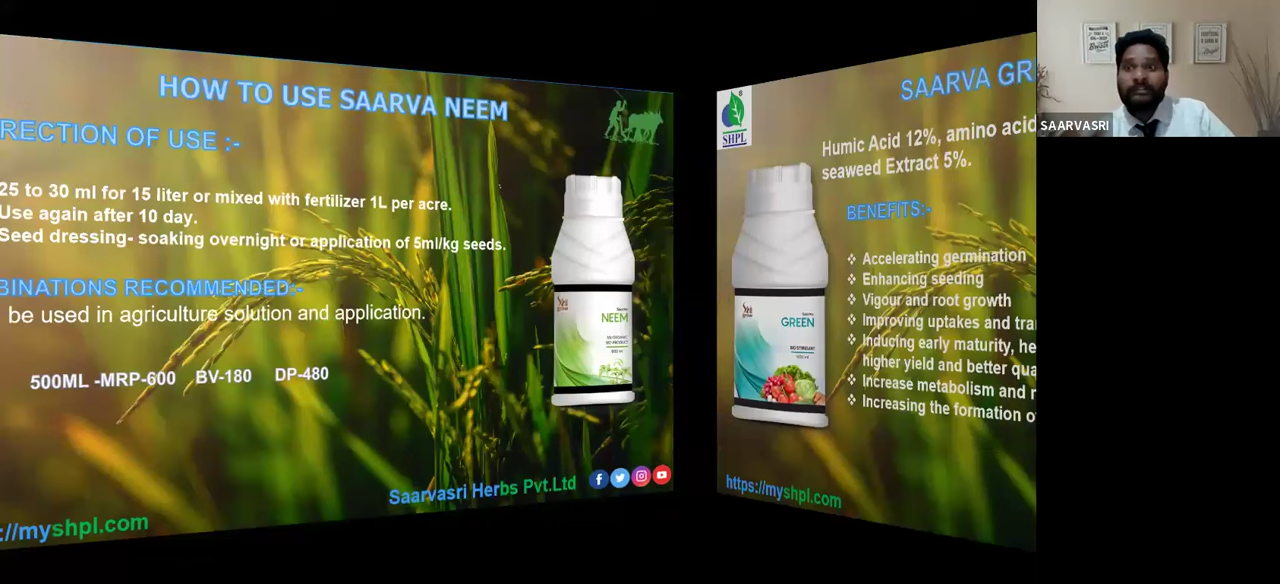 HOW TO USE SAARVA NEEM
RECTION OF USE :-
25 to 30 ml for 15 liter or mixed with fertilizer 1L per acre.
Use again after 10 day.
Seed dressing- soaking overnight or application of 5ml/kg seeds.
BINATIONS RECOMMENDED:-
be used in agriculture solution and application.
500ML -MRP-600 BV-180 DP-480
NEEM
Saarvasri Herbs Pvt.Ltd
://myshpl.com
SHPL
SAARVA GR
Humic Acid 12%, amino acid
seaweed Extract 5%.
BENEFITS:-
❖ Accelerating germination
❖ Enhancing seeding
❖ Vigour and root growth
❖ Improving uptakes and tra
❖ Inducing early maturity, he
higher yield and better qua
❖ Increase metabolism and r
❖ Increasing the formation o
GREEN
BIO STIMULANT
https://myshpl.com
SAARVASRI